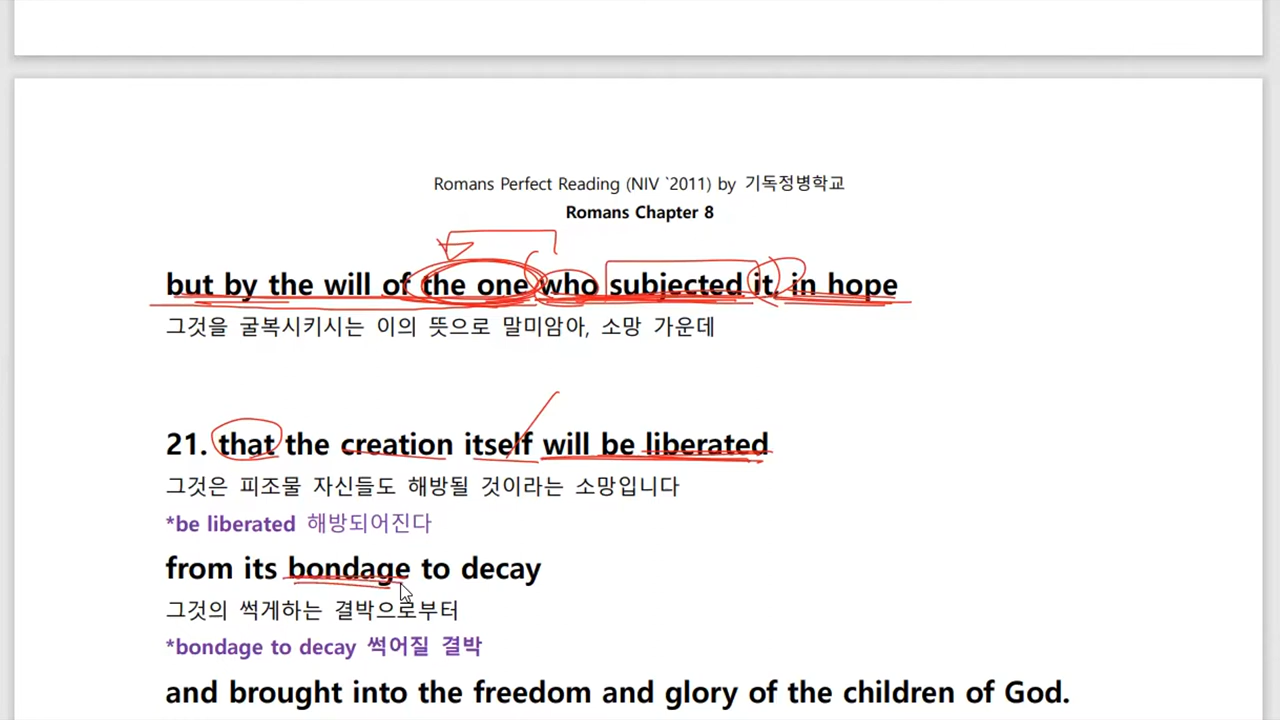 Romans Perfect Reading (NIV `2011) by 기독정병학교
Romans Chapter 8
but by the will of the one who subjected it, in hope
그것을 굴복시키시는 이의 뜻으로 말미암아, 소망 가운데
21. that the creation itself will be liberated
그것은 피조물 자신들도 해방될 것이라는 소망입니다
*be liberated 해방되어진다
from its bondage to decay
그것의 썩게하는 결박으로부터
*bondage to decay 썩어질 결박
and brought into the freedom and glory of the children of God.